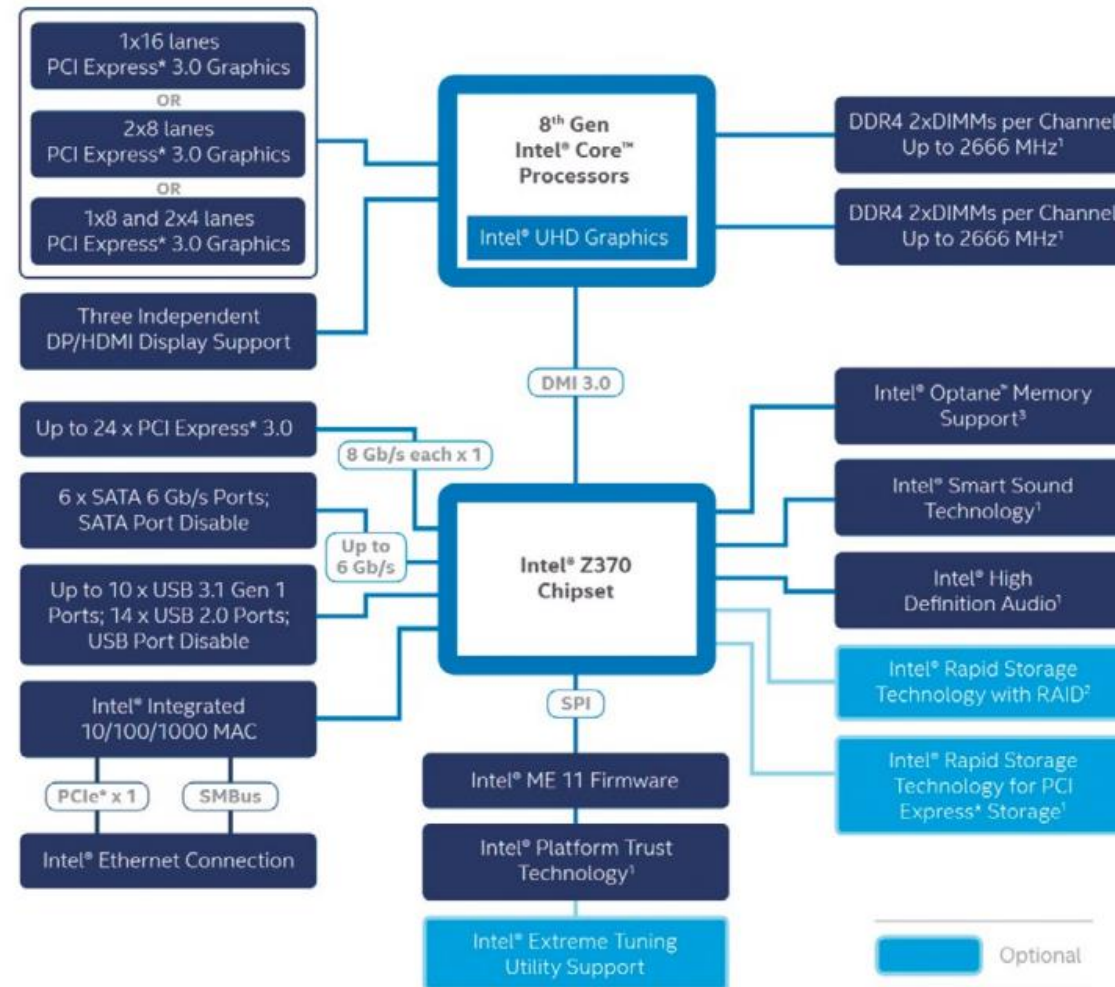 1x16 lanes
PCI Express* 3.0 Graphics
OR
2x8 lanes
PCI Express* 3.0 Graphics
OR
1x8 and 2x4 lanes
PCI Express* 3.0 Graphics
Three Independent
DP/HDMI Display Support
8th Gen
Intel® Core™
Processors
Intel® UHD Graphics
DDR4 2xDIMMs per Channel
Up to 2666 MHz¹
DDR4 2xDIMMs per Channel
Up to 2666 MHz¹
DMI 3.0
Up to 24 x PCI Express* 3.0
8 Gb/s each x 1
6 x SATA 6 Gb/s Ports;
SATA Port Disable
Up to
6 Gb/s
Up to 10 x USB 3.1 Gen 1
Ports; 14 x USB 2.0 Ports;
USB Port Disable
Intel® Integrated
10/100/1000 MAC
PCIe* x 1
SMBus
Intel® Ethernet Connection
Intel® Z370
Chipset
SPI
Intel® ME 11 Firmware
Intel® Platform Trust
Technology¹
Intel® Extreme Tuning
Utility Support
Intel® Optane™ Memory
Support³
Intel® Smart Sound
Technology¹
Intel® High
Definition Audio¹
Intel® Rapid Storage
Technology with RAID²
Intel® Rapid Storage
Technology for PCI
Express* Storage¹
Optional